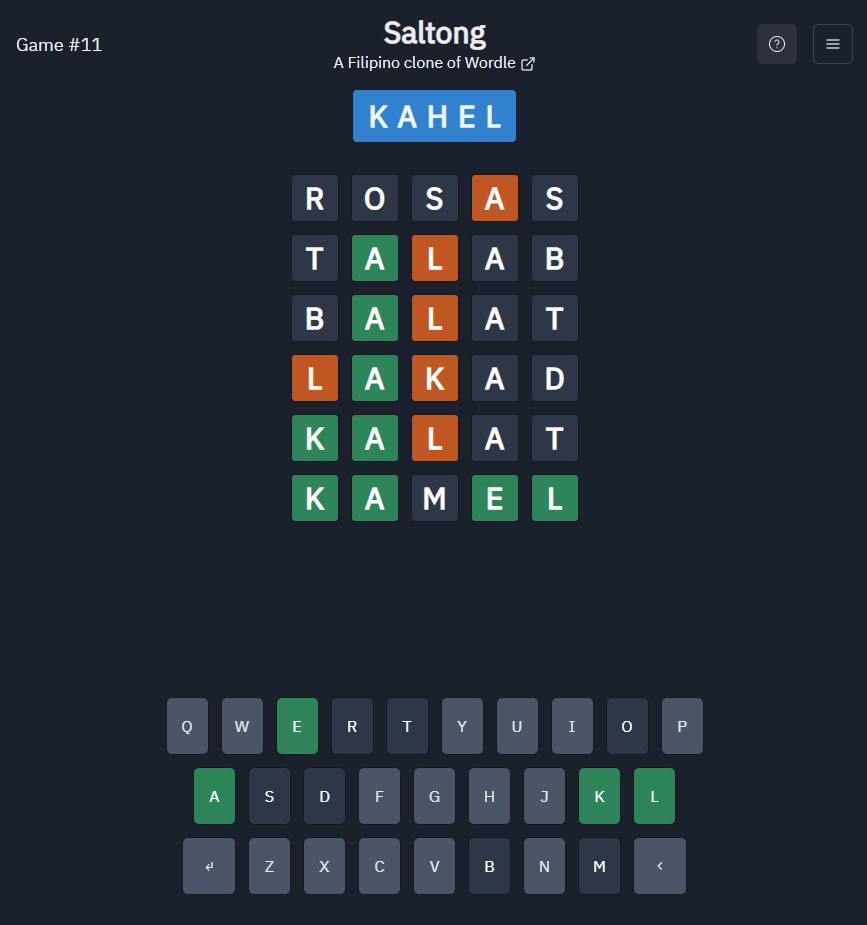 Game #11
Saltong
A Filipino clone of Wordle
KAHEL
R O S A S
T A L A B
B A L A T
L A K A D
K A L A T
K A M E L
Q W E R T Y U I O P
A S D F G H J K L
↵ Z X C V B N M <